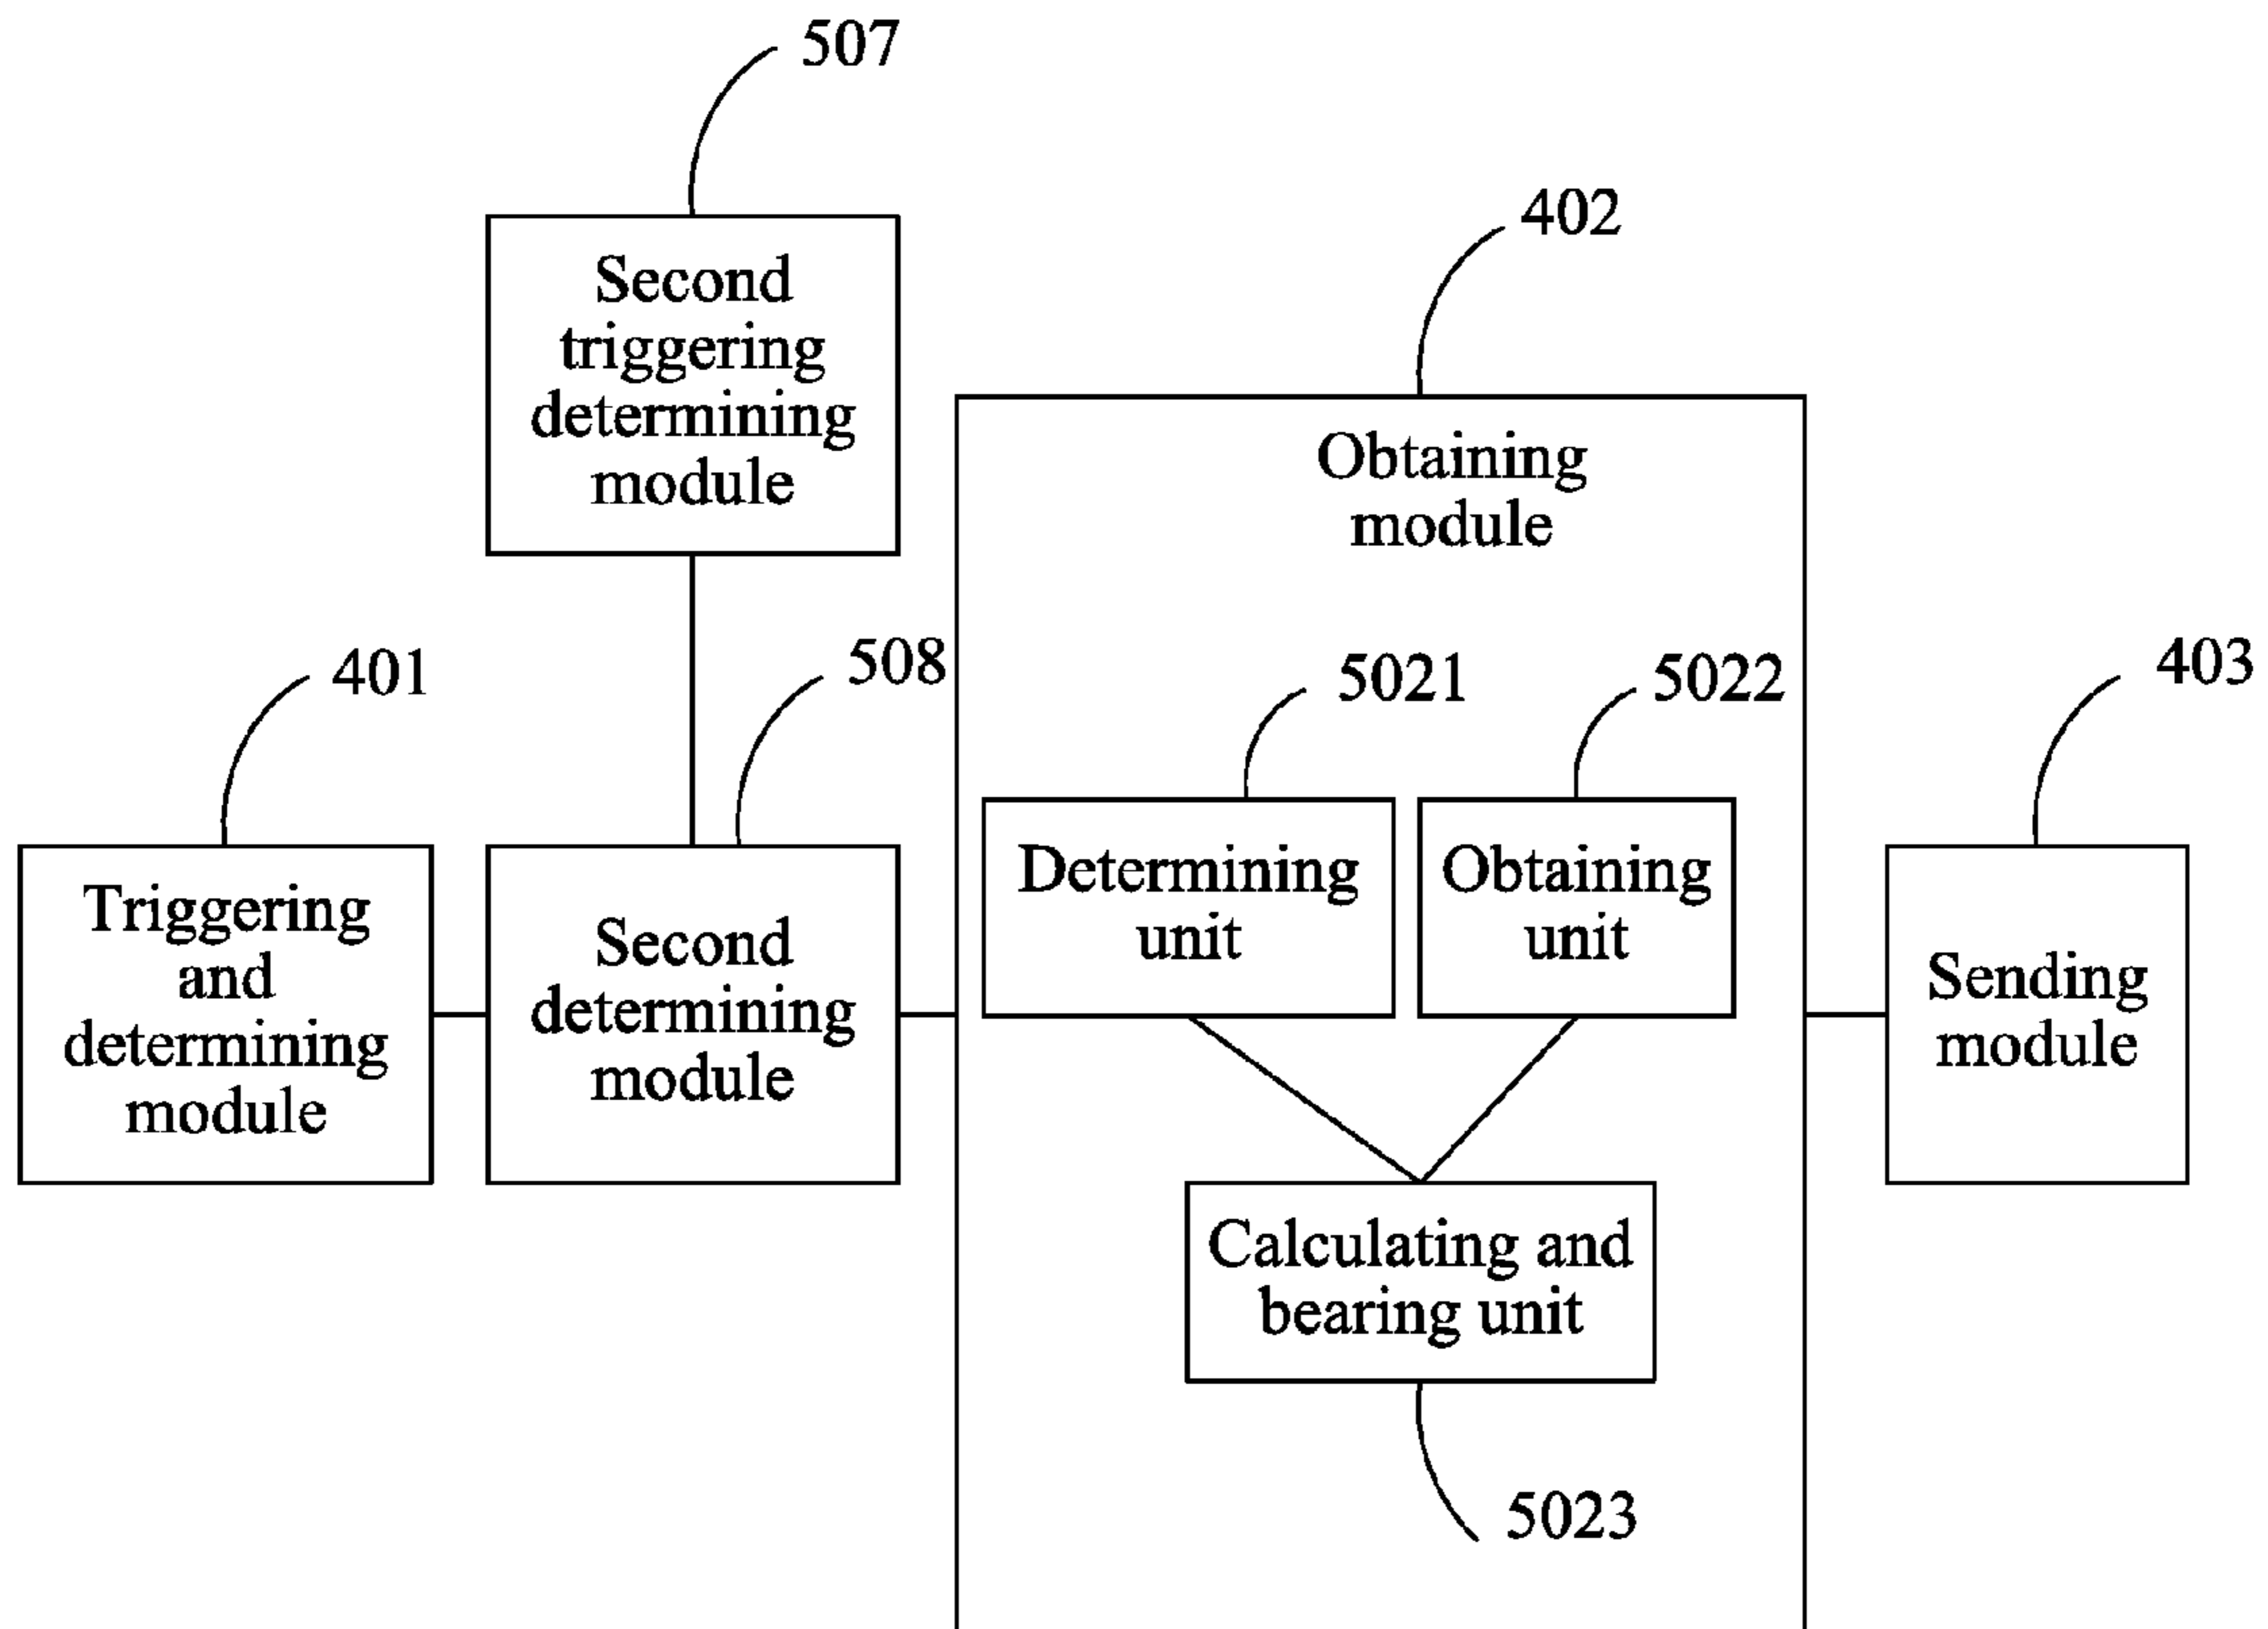 507
Second
triggering
determining
module
402
Obtaining
module
401
508
5021
5022
403
Triggering
and
determining
module
Second
determining
module
Determining
unit
Obtaining
unit
Sending
module
Calculating and
bearing unit
5023